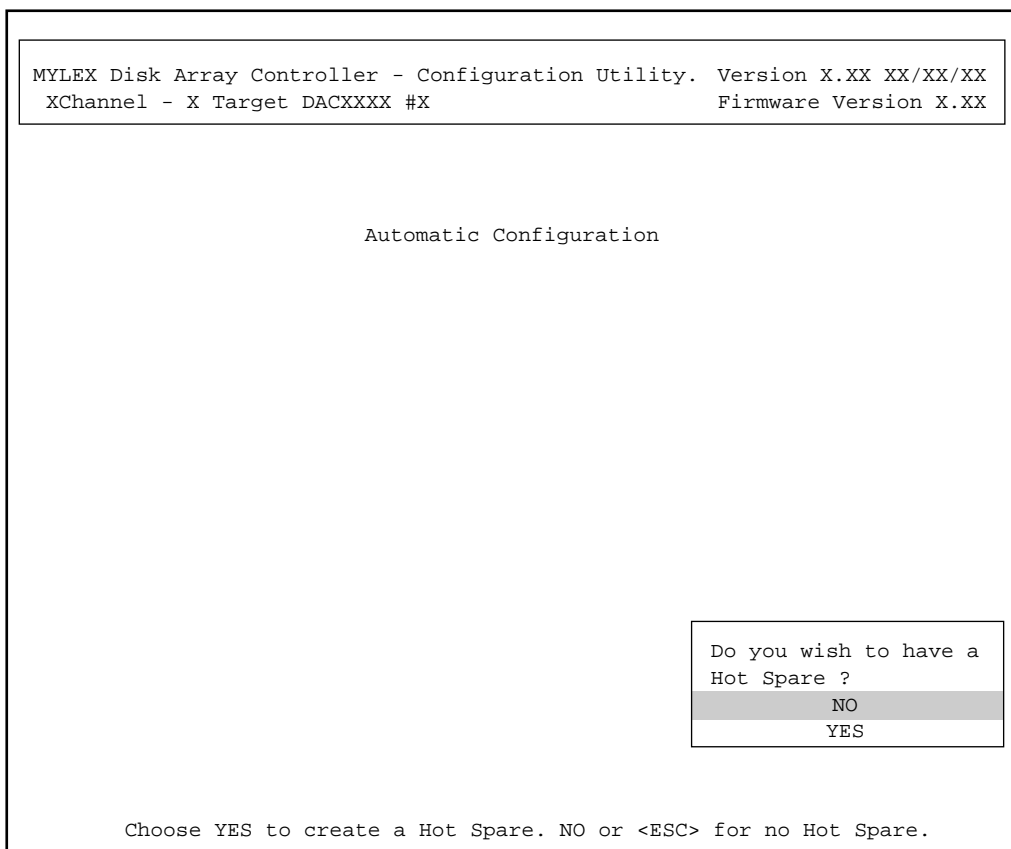 MYLEX Disk Array Controller - Configuration Utility. Version X.XX XX/XX/XX
XChannel - X Target DACXXXX #X Firmware Version X.XX
Automatic Configuration
Do you wish to have a
Hot Spare ?
NO
YES
Choose YES to create a Hot Spare. NO or <ESC> for no Hot Spare.